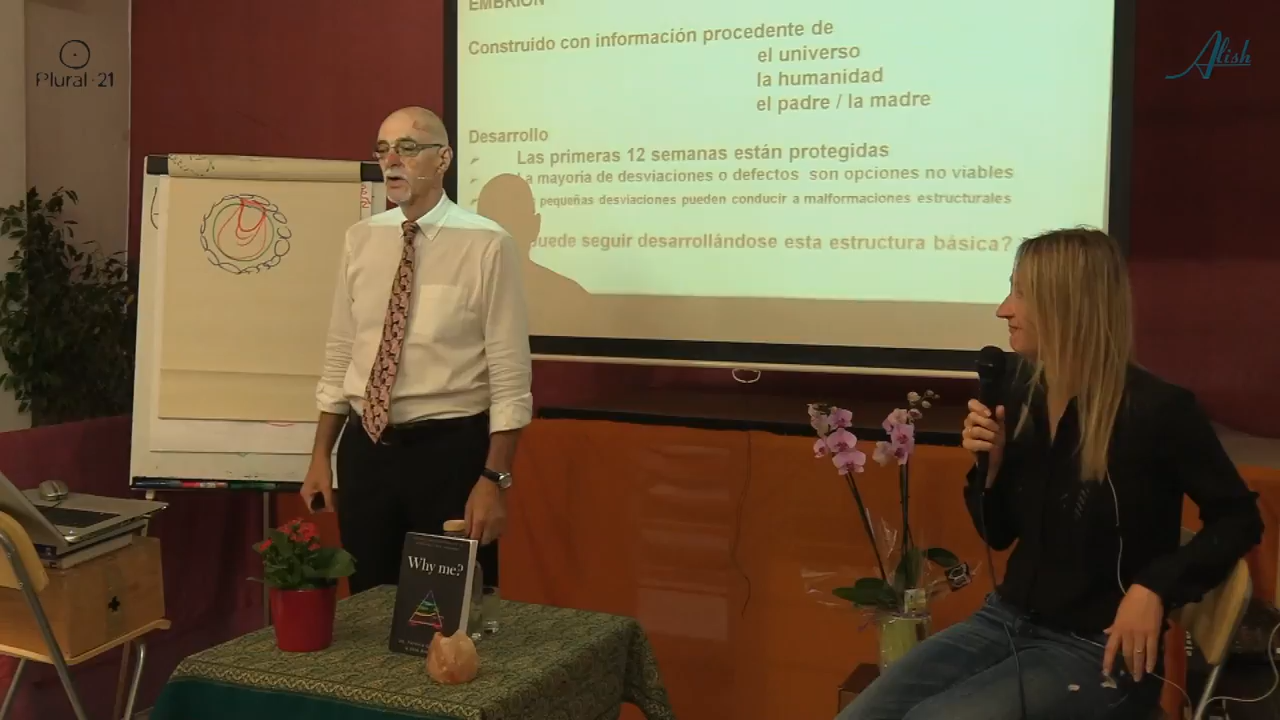 EMBRIÓN
Construido con información procedente de
el universo
la humanidad
el padre / la madre
Desarrollo
Las primeras 12 semanas están protegidas
La mayoría de desviaciones o defectos son opciones no viables
pequeñas desviaciones pueden conducir a malformaciones estructurales
puede seguir desarrollándose esta estructura básica?
Plural·21
Alish
Why me?